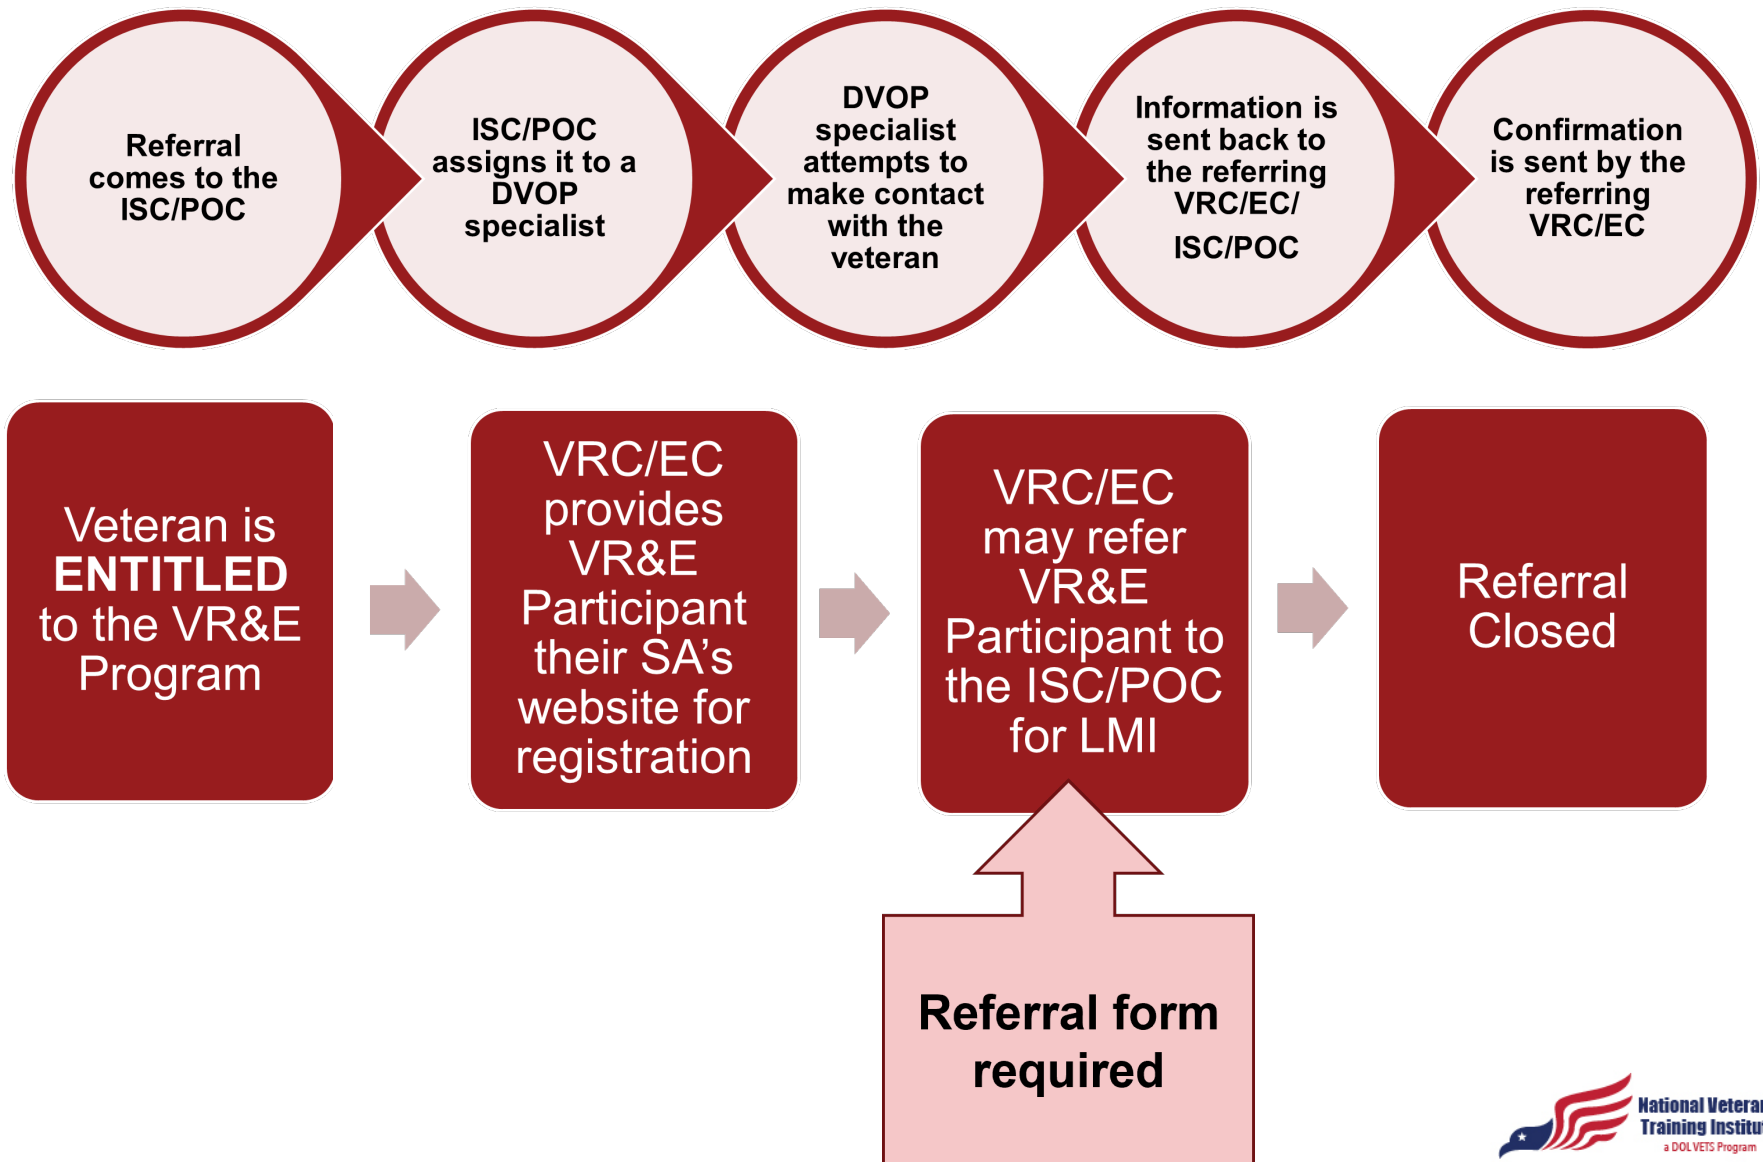 Referral
comes to the
ISC/POC
ISC/POC
assigns it to a
DVOP
specialist
DVOP
specialist
attempts to
make contact
with the
veteran
Information is
sent back to
the referring
VRC/EC/
ISC/POC
Confirmation
is sent by the
referring
VRC/EC
Veteran is
ENTITLED
to the VR&E
Program
VRC/EC
provides
VR&E
Participant
their SA’s
website for
registration
VRC/EC
may refer
VR&E
Participant to
the ISC/POC
for LMI
Referral
Closed
Referral form
required
National Veteran
Training Institut
a DOL VETS Program